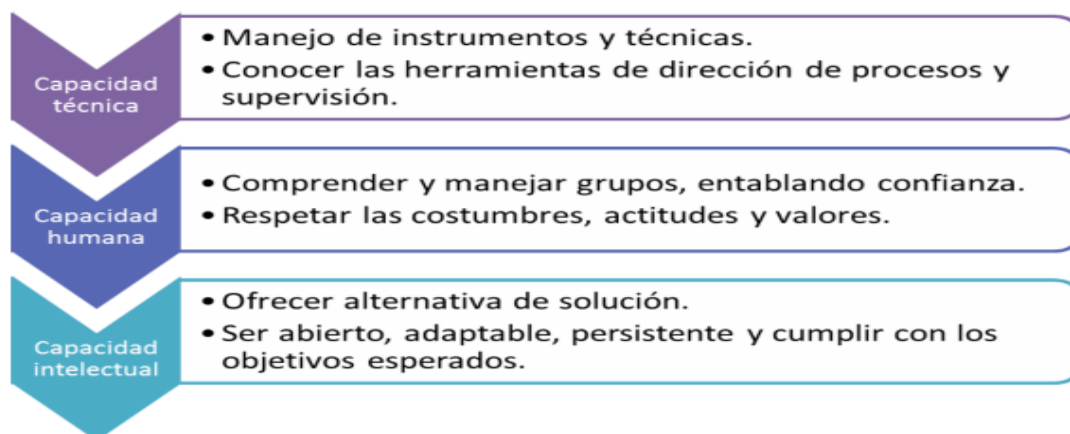 Capacidad
técnica
• Manejo de instrumentos y técnicas.
• Conocer las herramientas de dirección de procesos y
supervisión.
Capacidad
humana
• Comprender y manejar grupos, entablando confianza.
• Respetar las costumbres, actitudes y valores.
Capacidad
intelectual
• Ofrecer alternativa de solución.
• Ser abierto, adaptable, persistente y cumplir con los
objetivos esperados.